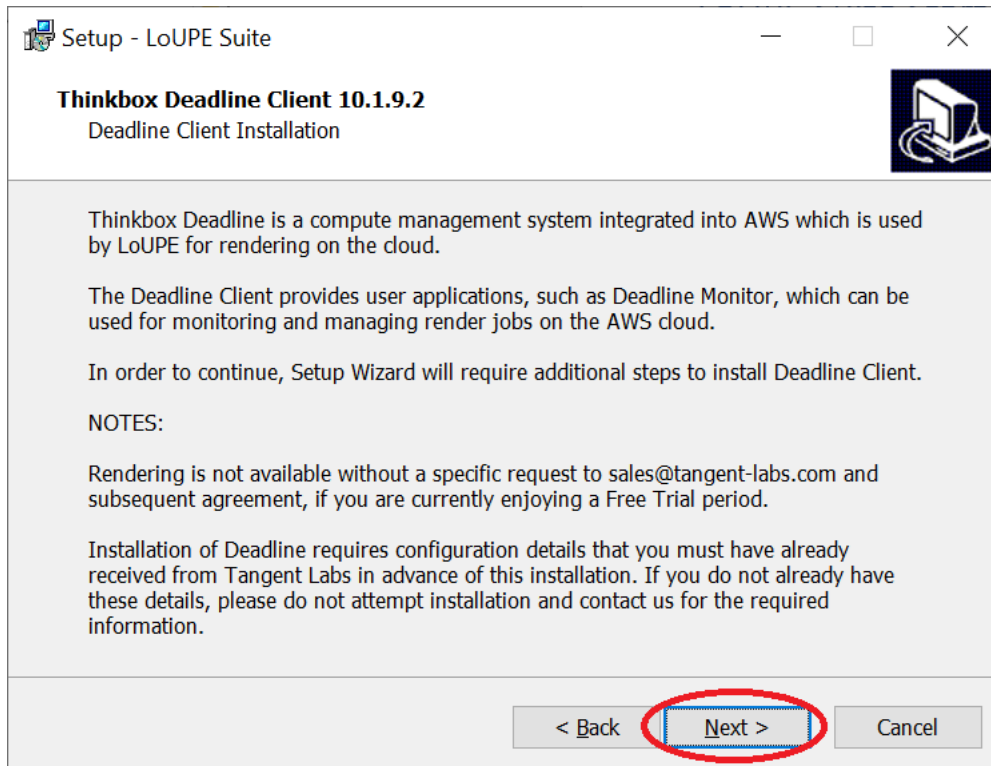 Setup - LoUPE Suite
Thinkbox Deadline Client 10.1.9.2
Deadline Client Installation
Thinkbox Deadline is a compute management system integrated into AWS which is used
by LoUPE for rendering on the cloud.
The Deadline Client provides user applications, such as Deadline Monitor, which can be
used for monitoring and managing render jobs on the AWS cloud.
In order to continue, Setup Wizard will require additional steps to install Deadline Client.
NOTES:
Rendering is not available without a specific request to sales@tangent-labs.com and
subsequent agreement, if you are currently enjoying a Free Trial period.
Installation of Deadline requires configuration details that you must have already
received from Tangent Labs in advance of this installation. If you do not already have
these details, please do not attempt installation and contact us for the required
information.
< Back
Next >
Cancel